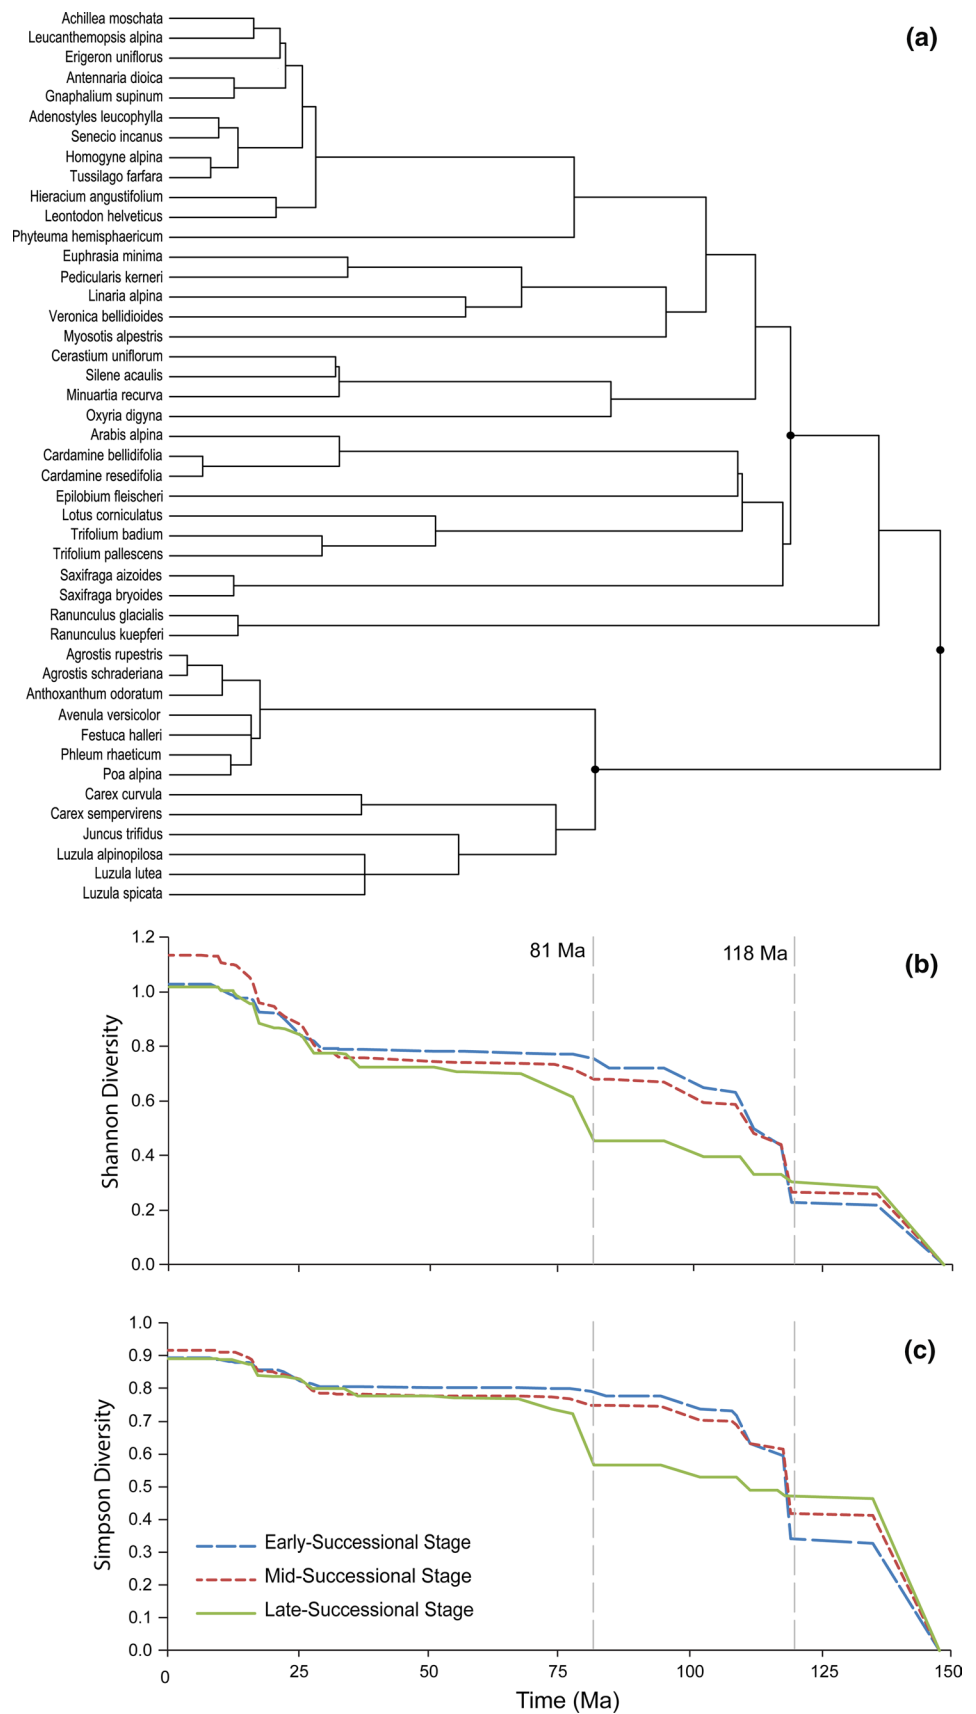 (a)
Achillea moschata
Leucanthemopsis alpina
Erigeron uniflorus
Antennaria dioica
Gnaphalium supinum
Adenostyles leucophylla
Senecio incanus
Homogyne alpina
Tussilago farfara
Hieracium angustifolium
Leontodon helveticus
Phyteuma hemisphaericum
Euphrasia minima
Pedicularis kerneri
Linaria alpina
Veronica bellidioides
Myosotis alpestris
Cerastium uniflorum
Silene acaulis
Minuartia recurva
Oxyria digyna
Arabis alpina
Cardamine bellidifolia
Cardamine resedifolia
Epilobium fleischeri
Lotus corniculatus
Trifolium badium
Trifolium pallescens
Saxifraga aizoides
Saxifraga bryoides
Ranunculus glacialis
Ranunculus kuepferi
Agrostis rupestris
Agrostis schraderiana
Anthoxanthum odoratum
Avenula versicolor
Festuca halleri
Phleum rhaeticum
Poa alpina
Carex curvula
Carex sempervirens
Juncus trifidus
Luzula alpinopilosa
Luzula lutea
Luzula spicata
(b)
81 Ma
118 Ma
Shannon Diversity
1.2
1.0
0.8
0.6
0.4
0.2
0.0
(c)
Simpson Diversity
1.0
0.9
0.8
0.7
0.6
0.5
0.4
0.3
0.2
0.1
0.0
Early-Successional Stage
Mid-Successional Stage
Late-Successional Stage
0 25 50 75 100 125 150
Time (Ma)